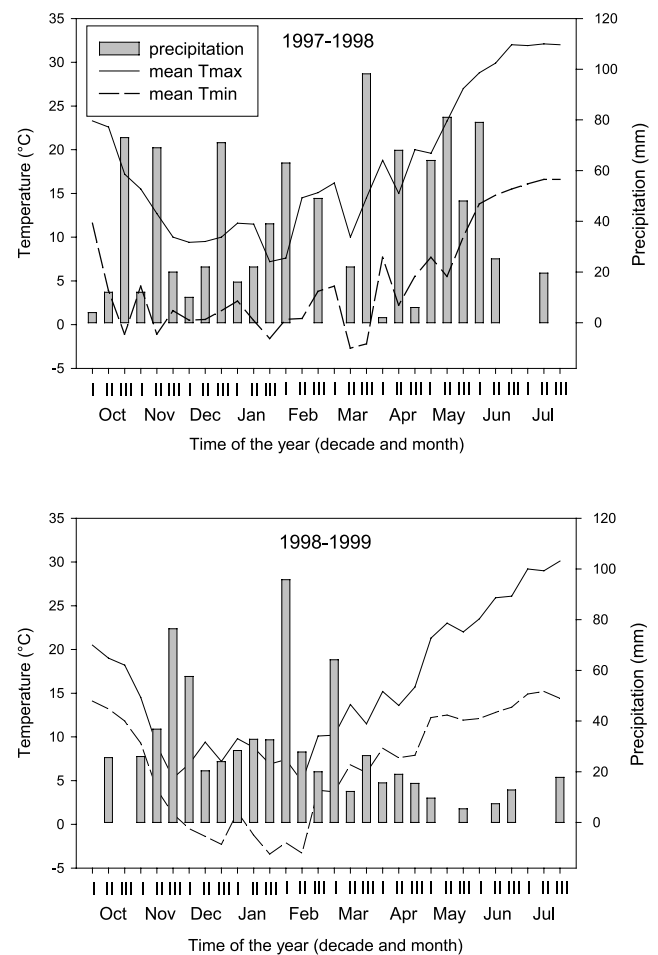 1997-1998
precipitation
mean Tmax
mean Tmin
Temperature (°C)
35
30
25
20
15
10
5
0
-5
Precipitation (mm)
120
100
80
60
40
20
0
I II III I II III I II III I II III I II III I II III I II III I II III I II III I II III
Oct Nov Dec Jan Feb Mar Apr May Jun Jul
Time of the year (decade and month)
1998-1999
Temperature (°C)
35
30
25
20
15
10
5
0
-5
Precipitation (mm)
120
100
80
60
40
20
0
I II III I II III I II III I II III I II III I II III I II III I II III I II III I II III
Oct Nov Dec Jan Feb Mar Apr May Jun Jul
Time of the year (decade and month)